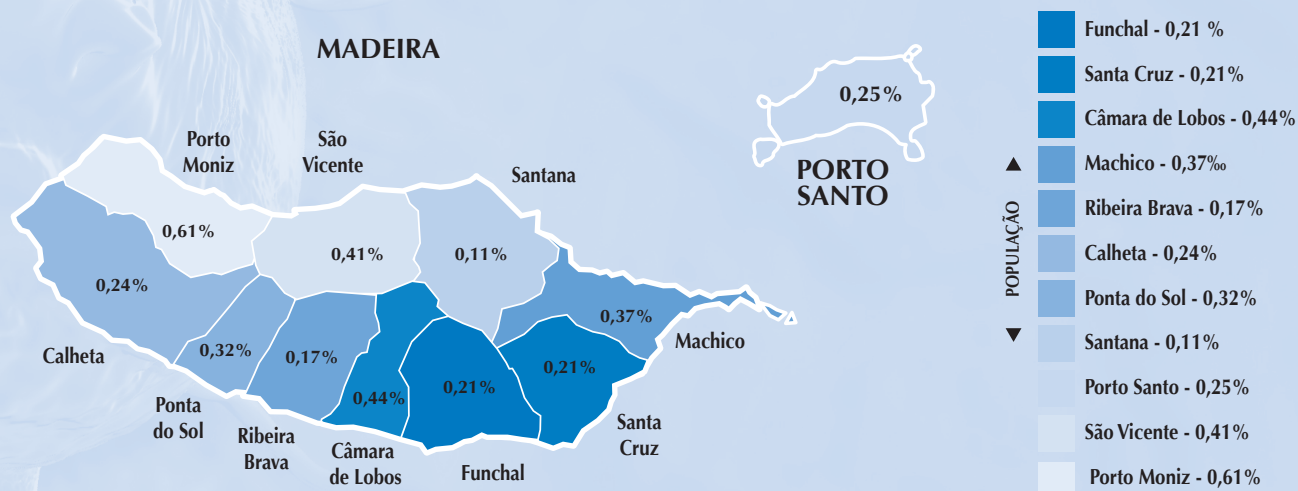 MADEIRA
Porto
Moniz
São
Vicente
Santana
0,25%
PORTO
SANTO
0,61%
0,41%
0,11%
0,24%
0,32%
0,17%
0,44%
0,21%
0,21%
0,37%
Calheta
Ponta
do Sol
Ribeira
Brava
Câmara
de Lobos
Funchal
Santa
Cruz
Machico
POPULAÇÃO
Funchal - 0,21 %
Santa Cruz - 0,21%
Câmara de Lobos - 0,44%
Machico - 0,37‰
Ribeira Brava - 0,17%
Calheta - 0,24%
Ponta do Sol - 0,32%
Santana - 0,11%
Porto Santo - 0,25%
São Vicente - 0,41%
Porto Moniz - 0,61%